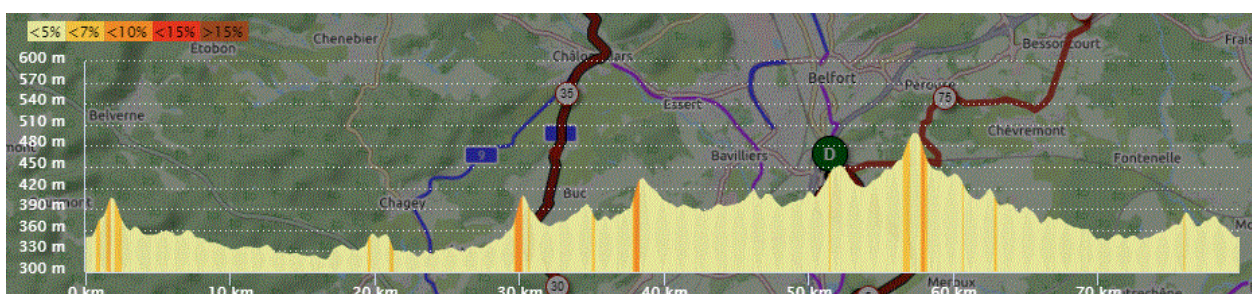 <5% <7% <10% <15% >15%
Etobon
Chenebier
Bessoncourt
Frais
600 m
570 m
Belfort
540 m
35
Essert
Pérouse
75
Belverne
510 m
Chèvremont
480 m
9
Bavilliers
D
Fontenelle
450 m
420 m
Buc
Chagey
390 m
360 m
330 m
300 m
30
Meroux
0 km 10 km 20 km 30 km 40 km 50 km 60 km 70 km